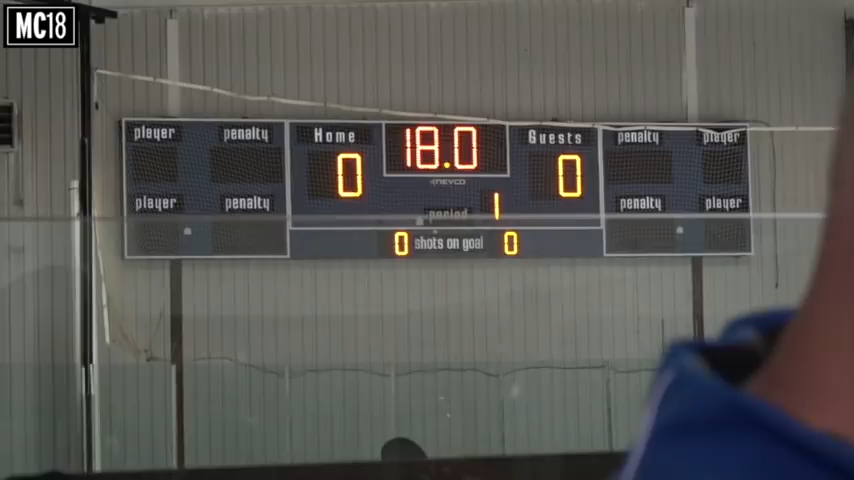 MC18
player penalty Home 18.0 Guests penalty player
0 0
NEVCO
player penalty period 1 penalty player
0 shots on goal 0